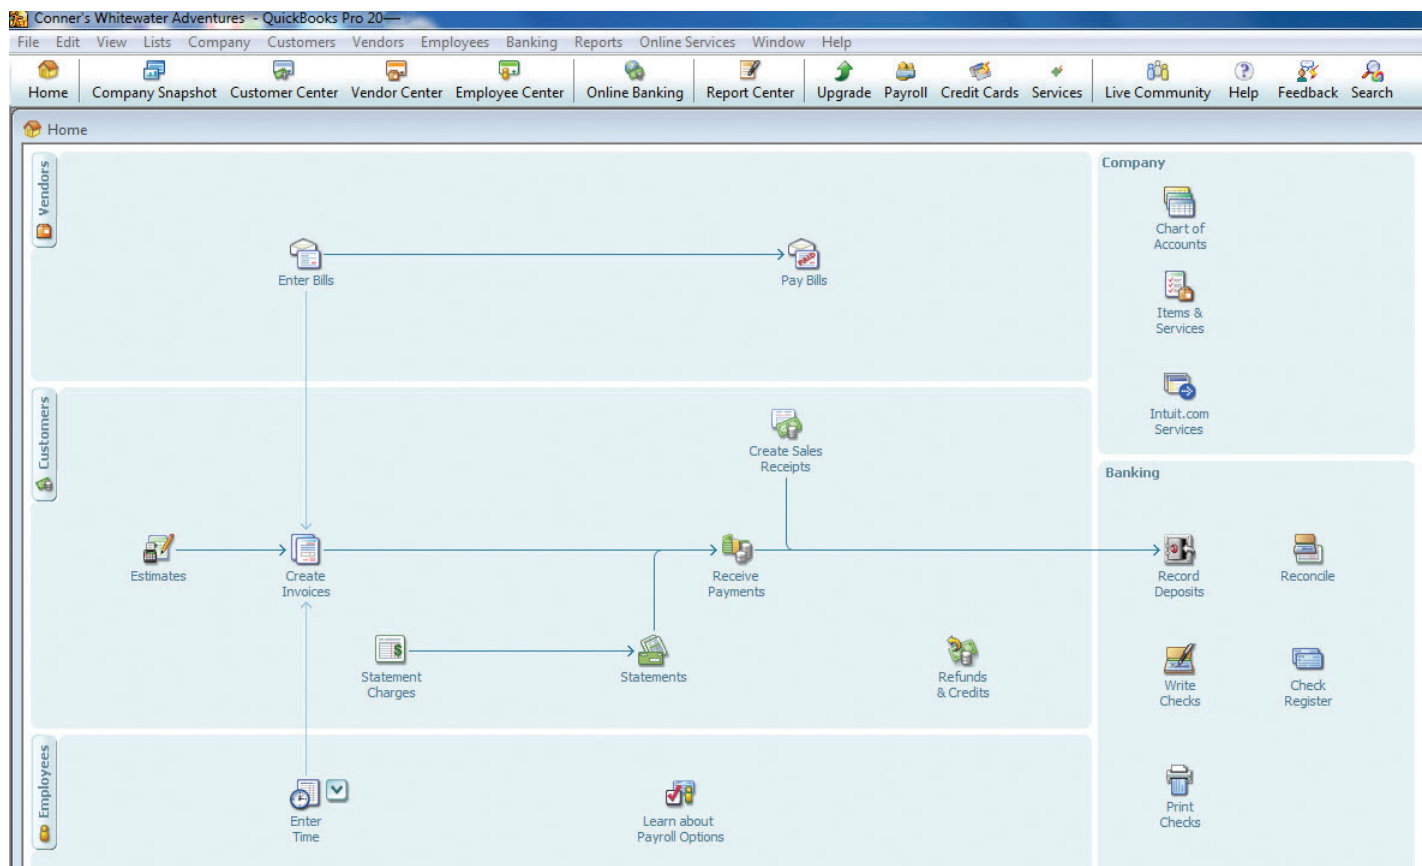 Conner's Whitewater Adventures - QuickBooks Pro 20—
File Edit View Lists Company Customers Vendors Employees Banking Reports Online Services Window Help
Home Company Snapshot Customer Center Vendor Center Employee Center Online Banking Report Center Upgrade Payroll Credit Cards Services Live Community Help Feedback Search
Home
Vendors
Enter Bills
Pay Bills
Customers
Create Sales
Receipts
Estimates
Create
Invoices
Receive
Payments
Statement
Charges
Statements
Refunds
& Credits
Employees
Enter
Time
Learn about
Payroll Options
Company
Chart of
Accounts
Items &
Services
Intuit.com
Services
Banking
Record
Deposits
Reconcile
Write
Checks
Check
Register
Print
Checks